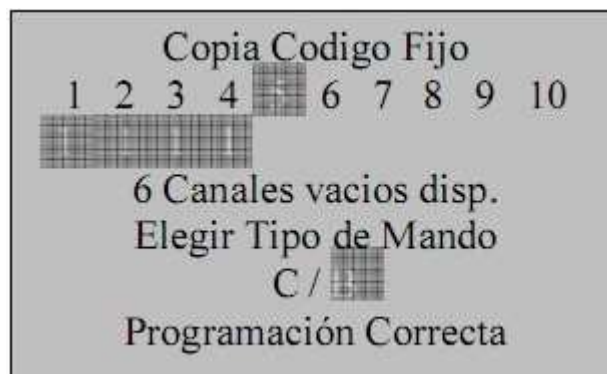 Copia Codigo Fijo
1 2 3 4 5 6 7 8 9 10
6 Canales vacios disp.
Elegir Tipo de Mando
C /
Programación Correcta